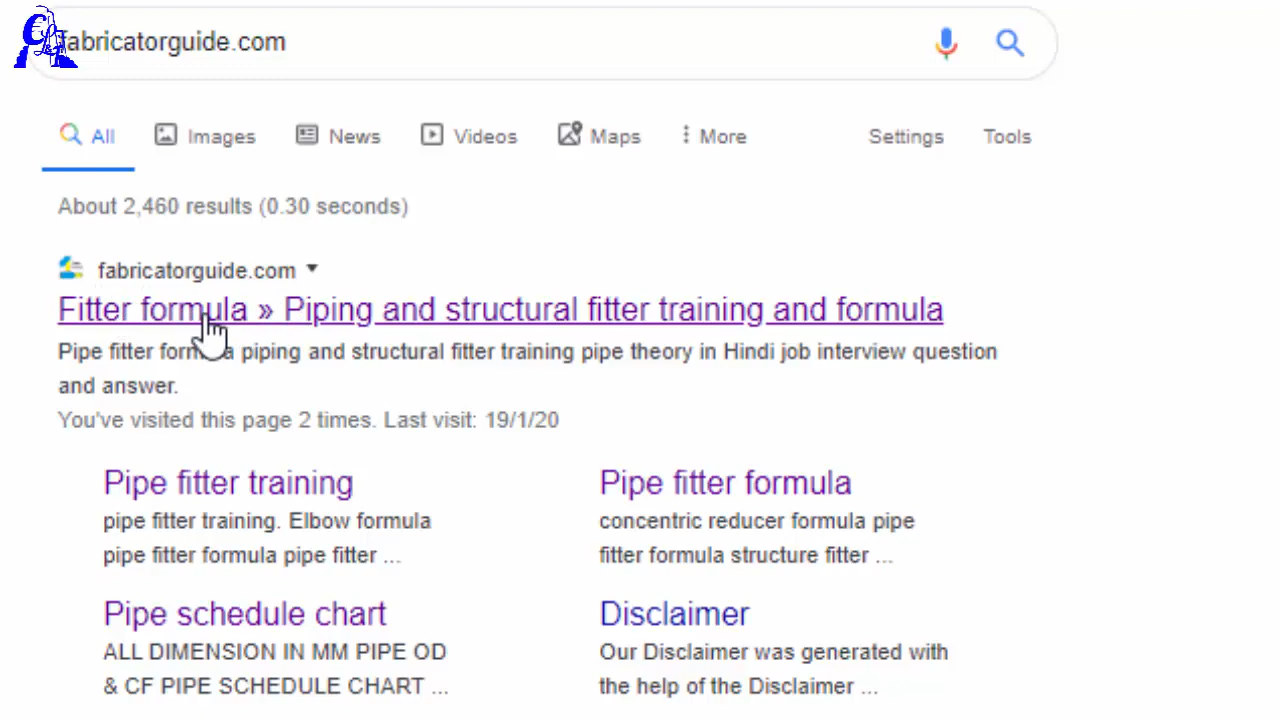 fabricatorguide.com
All Images News Videos Maps More Settings Tools
About 2,460 results (0.30 seconds)
fabricatorguide.com
Fitter formula » Piping and structural fitter training and formula
Pipe fitter formula piping and structural fitter training pipe theory in Hindi job interview question
and answer.
You've visited this page 2 times. Last visit: 19/1/20
Pipe fitter training
pipe fitter training. Elbow formula
pipe fitter formula pipe fitter ...
Pipe fitter formula
concentric reducer formula pipe
fitter formula structure fitter ...
Pipe schedule chart
ALL DIMENSION IN MM PIPE OD
& CF PIPE SCHEDULE CHART ...
Disclaimer
Our Disclaimer was generated with
the help of the Disclaimer ...